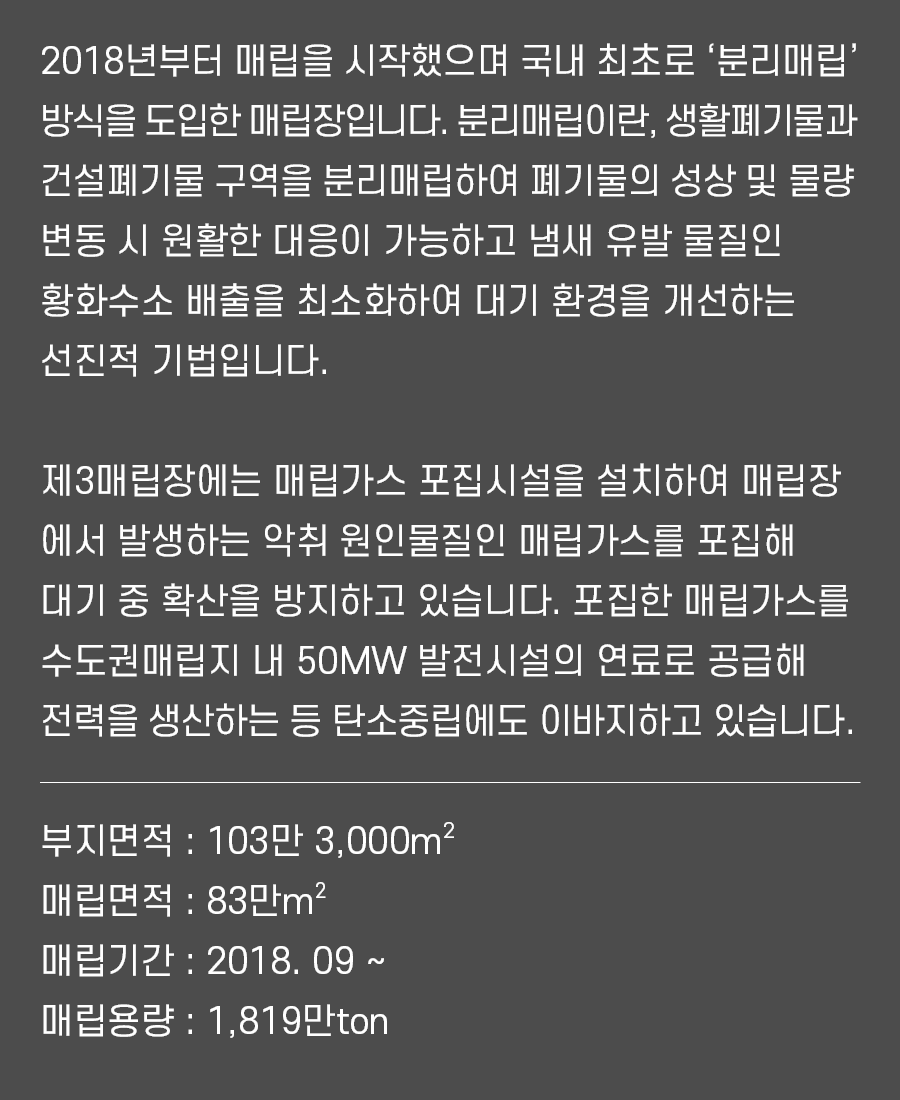 2018년부터 매립을 시작했으며 국내 최초로 ‘분리매립’
방식을 도입한 매립장입니다. 분리매립이란, 생활폐기물과
건설폐기물 구역을 분리매립하여 폐기물의 성상 및 물량
변동 시 원활한 대응이 가능하고 냄새 유발 물질인
황화수소 배출을 최소화하여 대기 환경을 개선하는
선진적 기법입니다.
제3매립장에는 매립가스 포집시설을 설치하여 매립장
에서 발생하는 악취 원인물질인 매립가스를 포집해
대기 중 확산을 방지하고 있습니다. 포집한 매립가스를
수도권매립지 내 50MW 발전시설의 연료로 공급해
전력을 생산하는 등 탄소중립에도 이바지하고 있습니다.
부지면적 : 103만 3,000m²
매립면적 : 83만m²
매립기간 : 2018. 09 ~
매립용량 : 1,819만ton